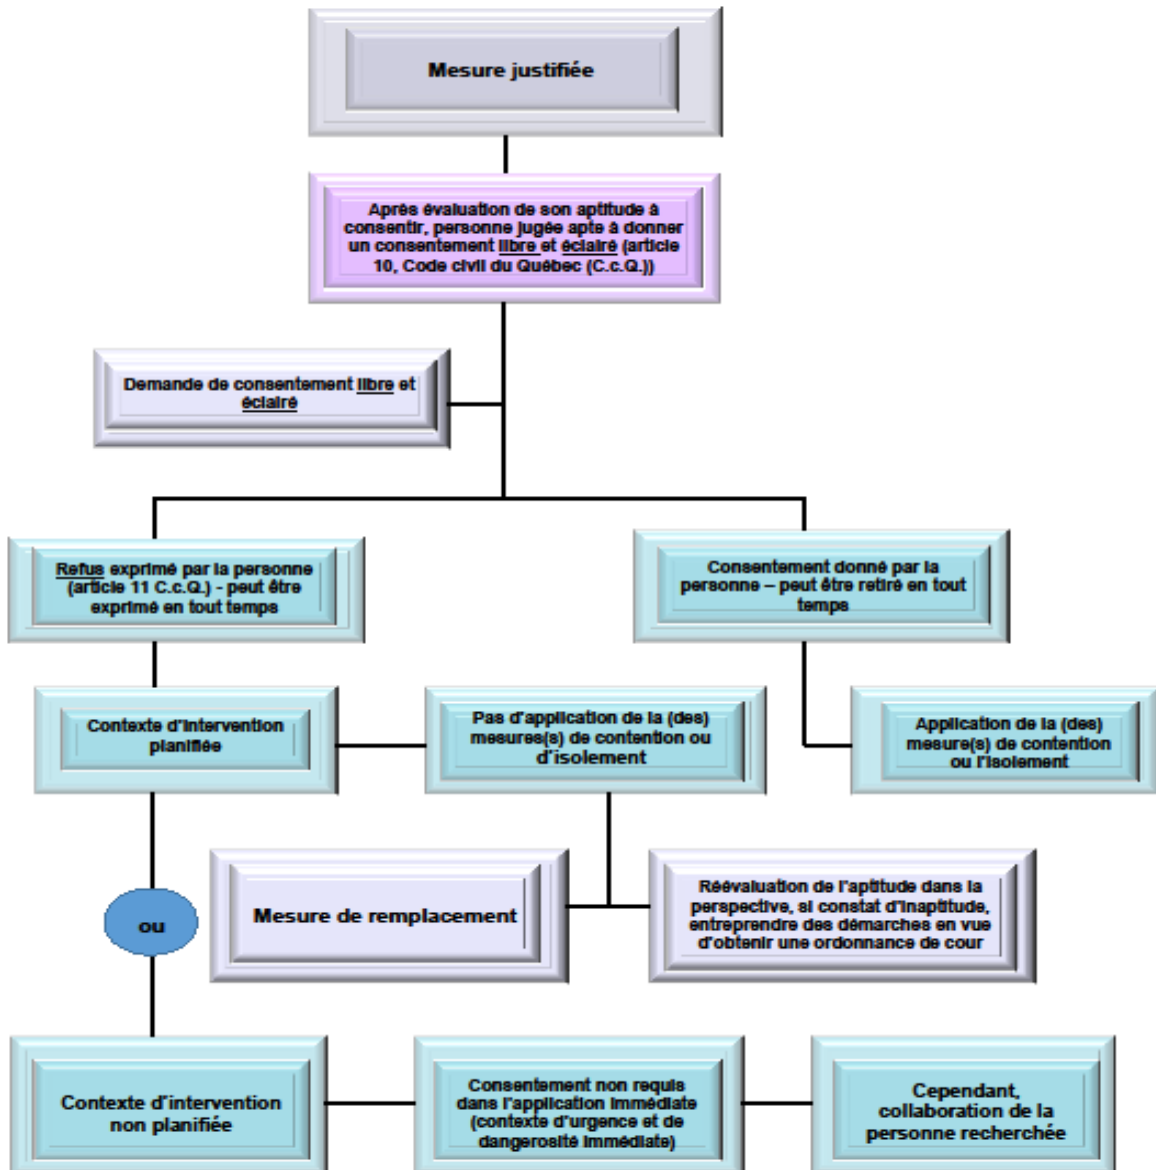 Mesure justifiée
Après évaluation de son aptitude à
consentir, personne jugée apte à donner
un consentement libre et éclairé (article
10, Code civil du Québec (C.c.Q.))
Demande de consentement libre et
éclairé
Refus exprimé par la personne
(article 11 C.c.Q.) - peut être
exprimé en tout temps
Consentement donné par la
personne – peut être retiré en tout
temps
Contexte d'intervention
planifiée
Pas d'application de la (des)
mesures(s) de contention ou
d'isolement
Application de la (des)
mesure(s) de contention
ou l'isolement
ou
Mesure de remplacement
Réévaluation de l'aptitude dans la
perspective, si constat d'inaptitude,
entreprendre des démarches en vue
d'obtenir une ordonnance de cour
Contexte d'intervention
non planifiée
Consentement non requis
dans l'application immédiate
(contexte d'urgence et de
dangerosité immédiate)
Cependant,
collaboration de la
personne recherchée